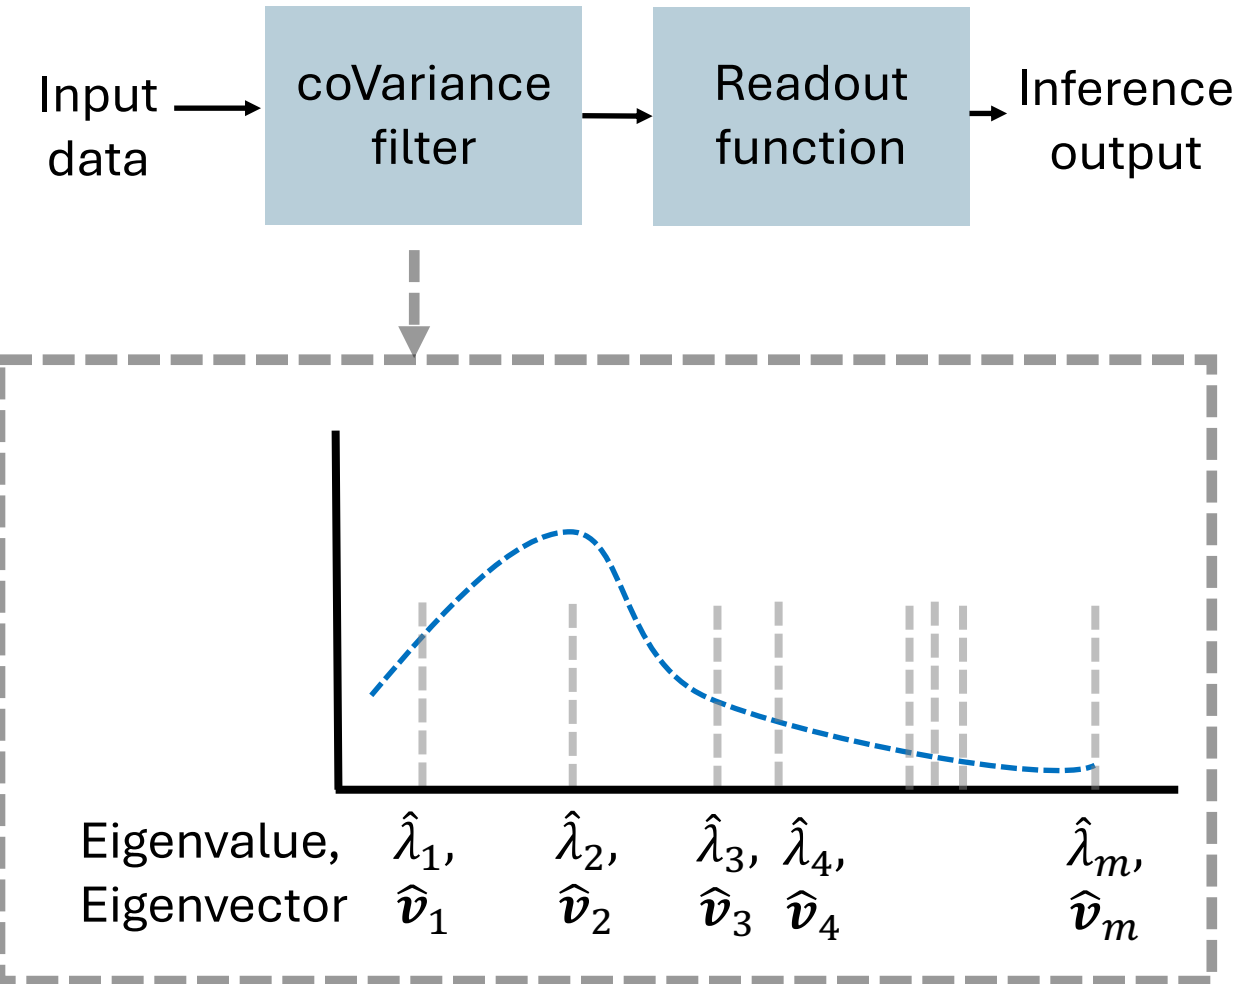 Input
data
coVariance
filter
Readout
function
Inference
output
Eigenvalue, λ̂₁, λ̂₂, λ̂₃, λ̂₄, λ̂ₘ,
Eigenvector v̂₁ v̂₂ v̂₃ v̂₄ v̂ₘ